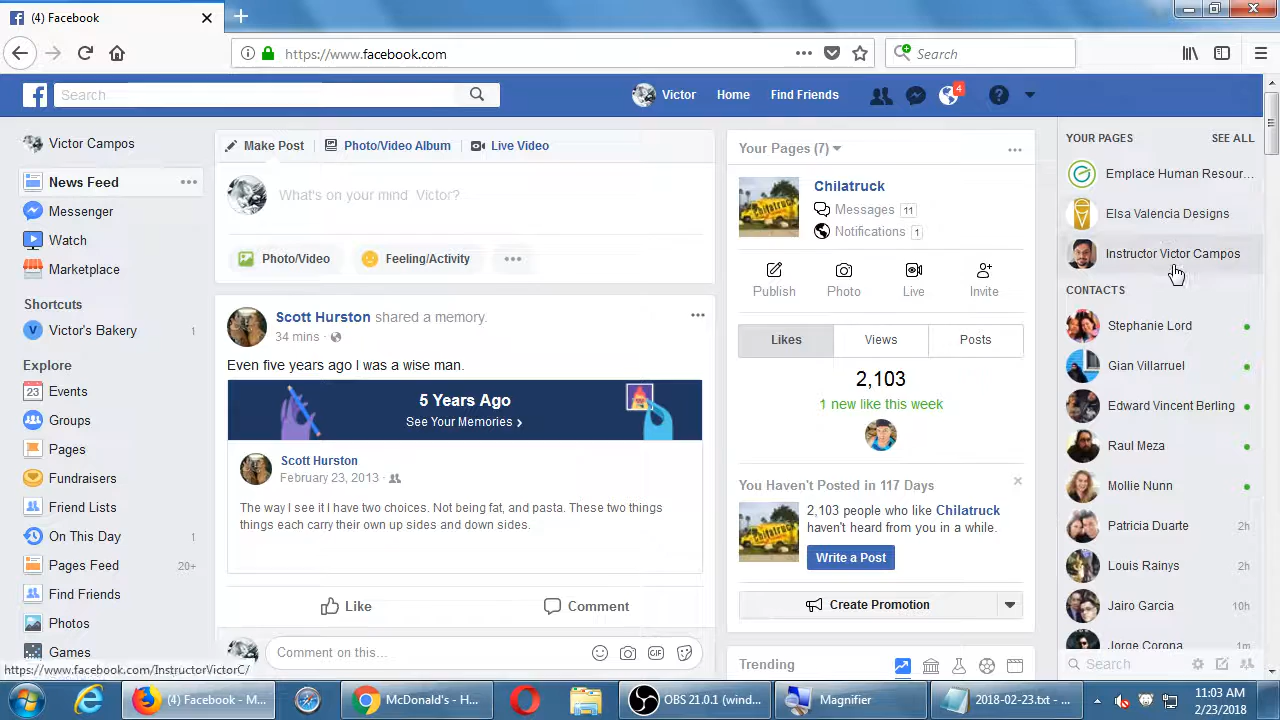 (4) Facebook
https://www.facebook.com
Search
Search
Victor
Home
Find Friends
4
Victor Campos
News Feed
Messenger
Watch
Marketplace
Shortcuts
Victor's Bakery 1
Explore
23 Events
Groups
Pages
Fundraisers
Friend Lists
On This Day 1
Pages Feed 20+
Find Friends
Photos
Games
https://www.facebook.com/InstructorVictorC/
Make Post
Photo/Video Album
Live Video
What's on your mind Victor?
Photo/Video
Feeling/Activity
Scott Hurston shared a memory.
34 mins
Even five years ago I was a wise man.
5 Years Ago
See Your Memories
Scott Hurston
February 23, 2013
The way I see it I have two choices. Not being fat, and pasta. These two things
things each carry their own up sides and down sides.
Like
Comment
Comment on this...
GIF
Your Pages (7)
Chilatruck
Messages 11
Notifications 1
Publish
Photo
Live
Invite
Likes
Views
Posts
2,103
1 new like this week
You Haven't Posted in 117 Days
2,103 people who like Chilatruck
haven't heard from you in a while.
Write a Post
Create Promotion
Trending
YOUR PAGES
SEE ALL
Emplace Human Resour...
Elsa Valencia Designs
Instructor Victor Campos
CONTACTS
Stephanie Lord
Gian Villarruel
Edward Vincent Berling
Raul Meza
Mollie Nunn
Patricia Duarte 2h
Louis Rainys 2h
Jairo Garcia 10h
Jorge Corona 1m
Search
(4) Facebook - M...
McDonald's - H...
OBS 21.0.1 (wind...
Magnifier
2018-02-23.txt - ...
11:03 AM
2/23/2018